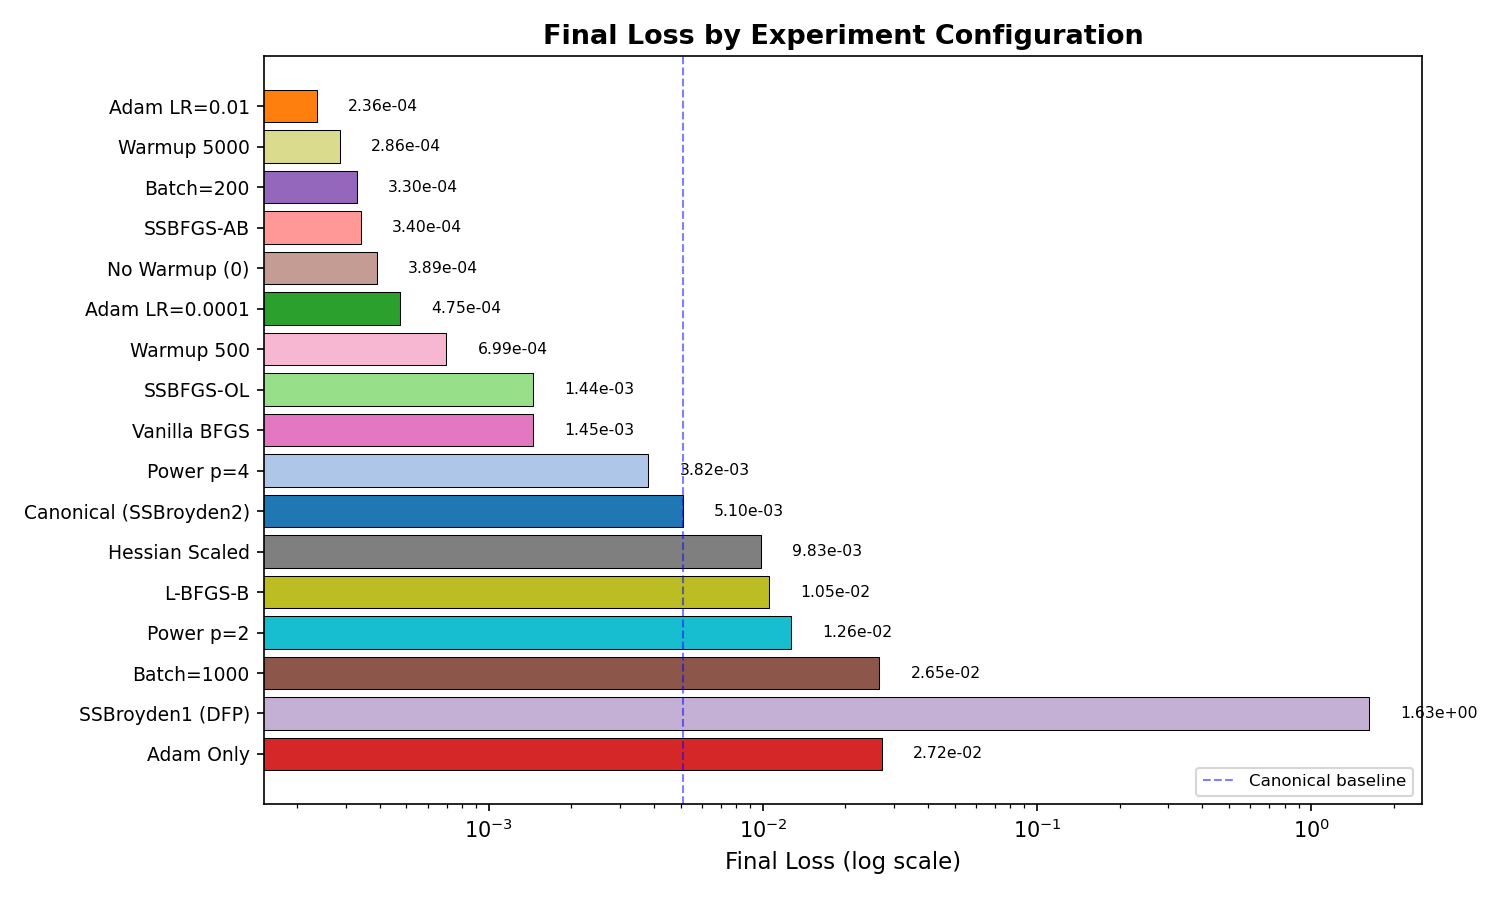 Final Loss by Experiment Configuration
Adam LR=0.01 2.36e-04
Warmup 5000 2.86e-04
Batch=200 3.30e-04
SSBFGS-AB 3.40e-04
No Warmup (0) 3.89e-04
Adam LR=0.0001 4.75e-04
Warmup 500 6.99e-04
SSBFGS-OL 1.44e-03
Vanilla BFGS 1.45e-03
Power p=4 3.82e-03
Canonical (SSBroyden2) 5.10e-03
Hessian Scaled 9.83e-03
L-BFGS-B 1.05e-02
Power p=2 1.26e-02
Batch=1000 2.65e-02
SSBroyden1 (DFP) 1.63e+00
Adam Only 2.72e-02
Canonical baseline
10⁻³ 10⁻² 10⁻¹ 10⁰
Final Loss (log scale)